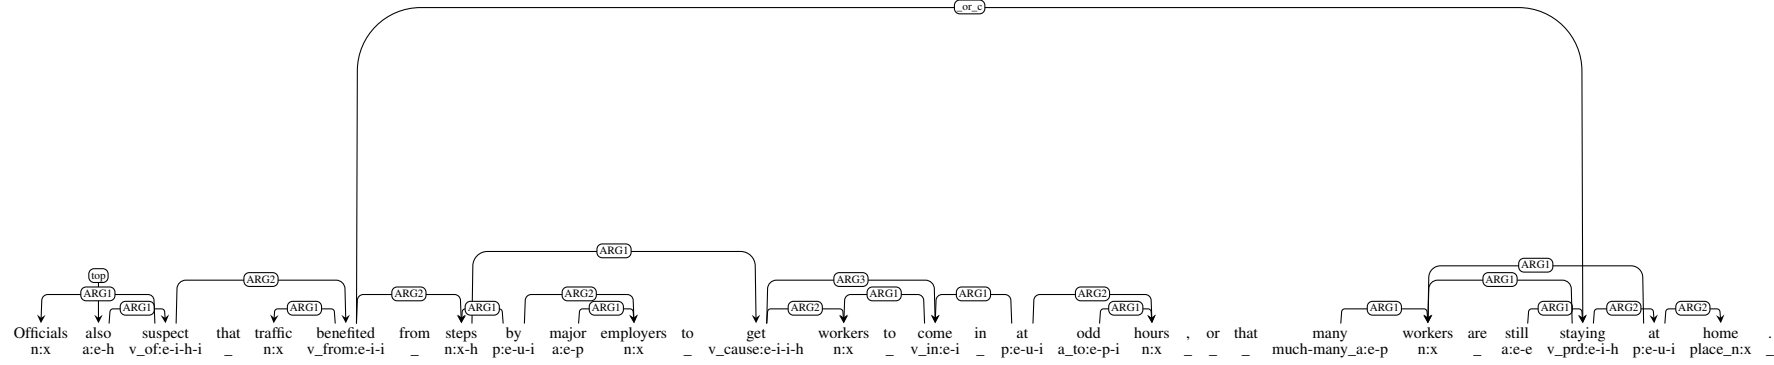 _or_c
ARG1
ARG1
top
ARG2
ARG3
ARG1
ARG1 ARG2 ARG2 ARG1 ARG1 ARG2
ARG1 ARG1 ARG1 ARG1 ARG2 ARG1 ARG1 ARG1 ARG2 ARG2
Officials also suspect that traffic benefited from steps by major employers to get workers to come in at odd hours , or that many workers are still staying at home .
n:x a:e-h v_of:e-i-h-i _ n:x v_from:e-i-i _ n:x-h p:e-u-i a:e-p n:x _ v_cause:e-i-i-h n:x _ v_in:e-i _ p:e-u-i a_to:e-p-i n:x _ _ _ much-many_a:e-p n:x _ a:e-e v_prd:e-i-h p:e-u-i place_n:x _